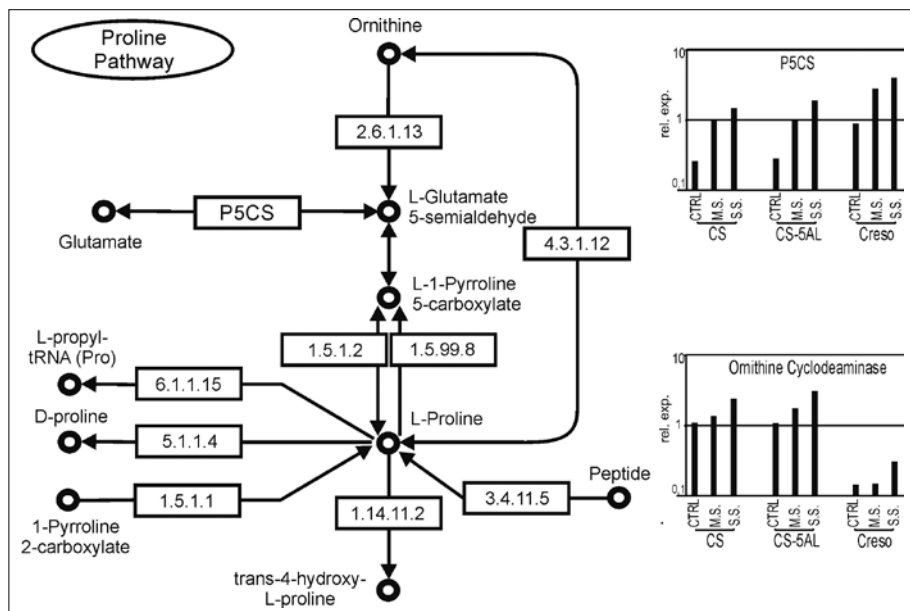 Proline
Pathway
Ornithine
2.6.1.13
P5CS
Glutamate
L-Glutamate
5-semialdehyde
4.3.1.12
L-1-Pyrroline
5-carboxylate
1.5.1.2
1.5.99.8
L-propyl-
tRNA (Pro)
6.1.1.15
D-proline
5.1.1.4
L-Proline
1-Pyrroline
2-carboxylate
1.5.1.1
3.4.11.5
Peptide
1.14.11.2
trans-4-hydroxy-
L-proline
P5CS
rel. exp.
10
1
0,1
CTRL M.S. S.S. CTRL M.S. S.S. CTRL M.S. S.S.
CS CS-5AL Creso
Ornithine Cyclodeaminase
rel. exp.
10
1
0,1
CTRL M.S. S.S. CTRL M.S. S.S. CTRL M.S. S.S.
CS CS-5AL Creso